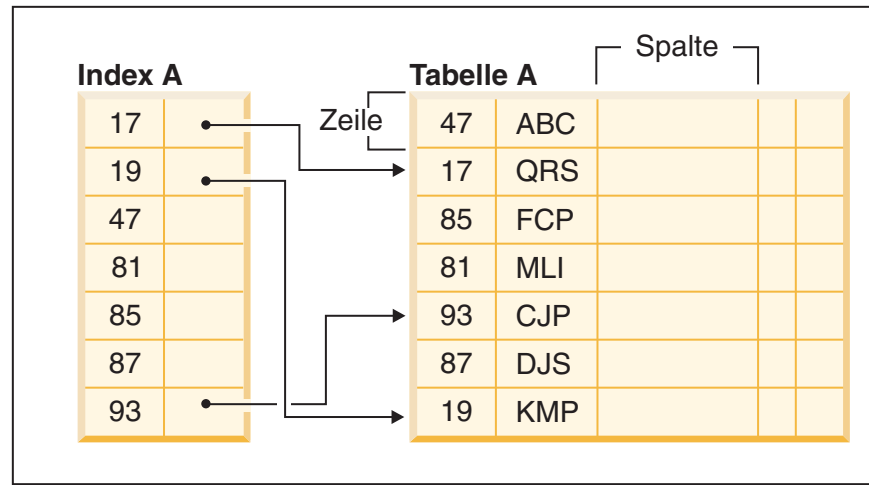 Spalte
Index A
Tabelle A
Zeile
17
19
47
81
85
87
93
47 ABC
17 QRS
85 FCP
81 MLI
93 CJP
87 DJS
19 KMP